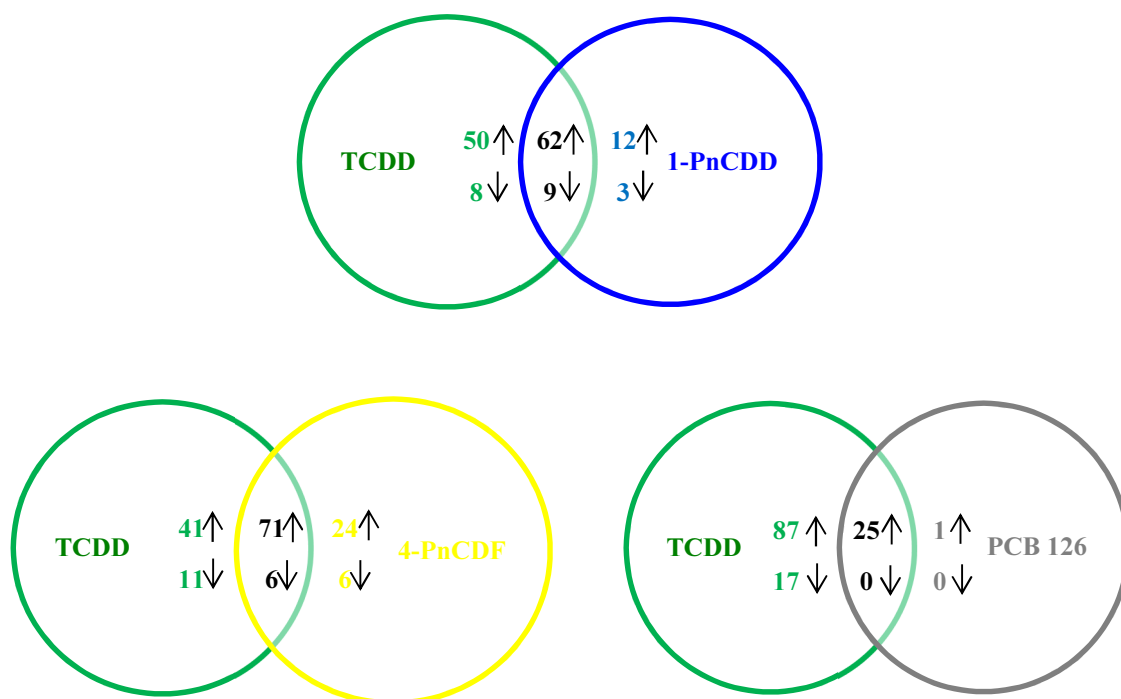 50↑ 62↑ 12↑
TCDD 1-PnCDD
8↓ 9↓ 3↓
41↑ 71↑ 24↑
TCDD 4-PnCDF
11↓ 6↓ 6↓
87↑ 25↑ 1↑
TCDD PCB 126
17↓ 0↓ 0↓